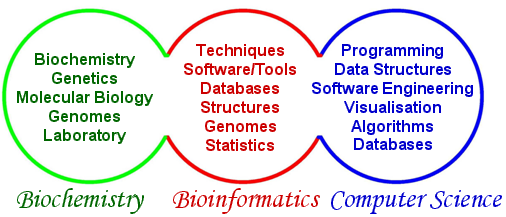 Biochemistry
Genetics
Molecular Biology
Genomes
Laboratory
Techniques
Software/Tools
Databases
Structures
Genomes
Statistics
Programming
Data Structures
Software Engineering
Visualisation
Algorithms
Databases
Biochemistry
Bioinformatics
Computer Science